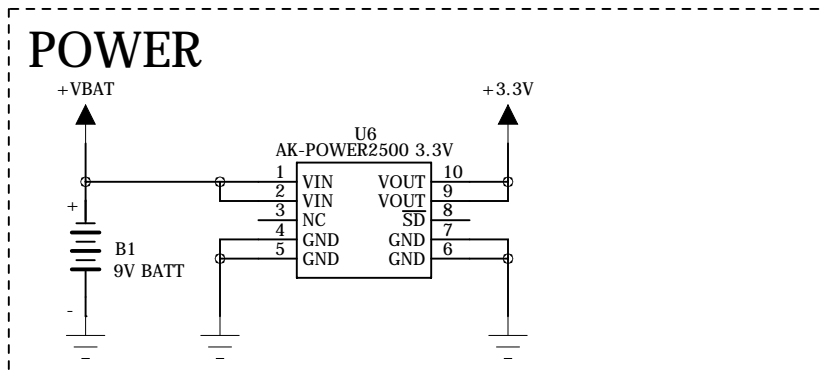 POWER
+VBAT
+3.3V
U6
AK-POWER2500 3.3V
1 VIN VOUT 10
2 VIN VOUT 9
3 NC SD 8
4 GND GND 7
5 GND GND 6
+
B1
9V BATT
-